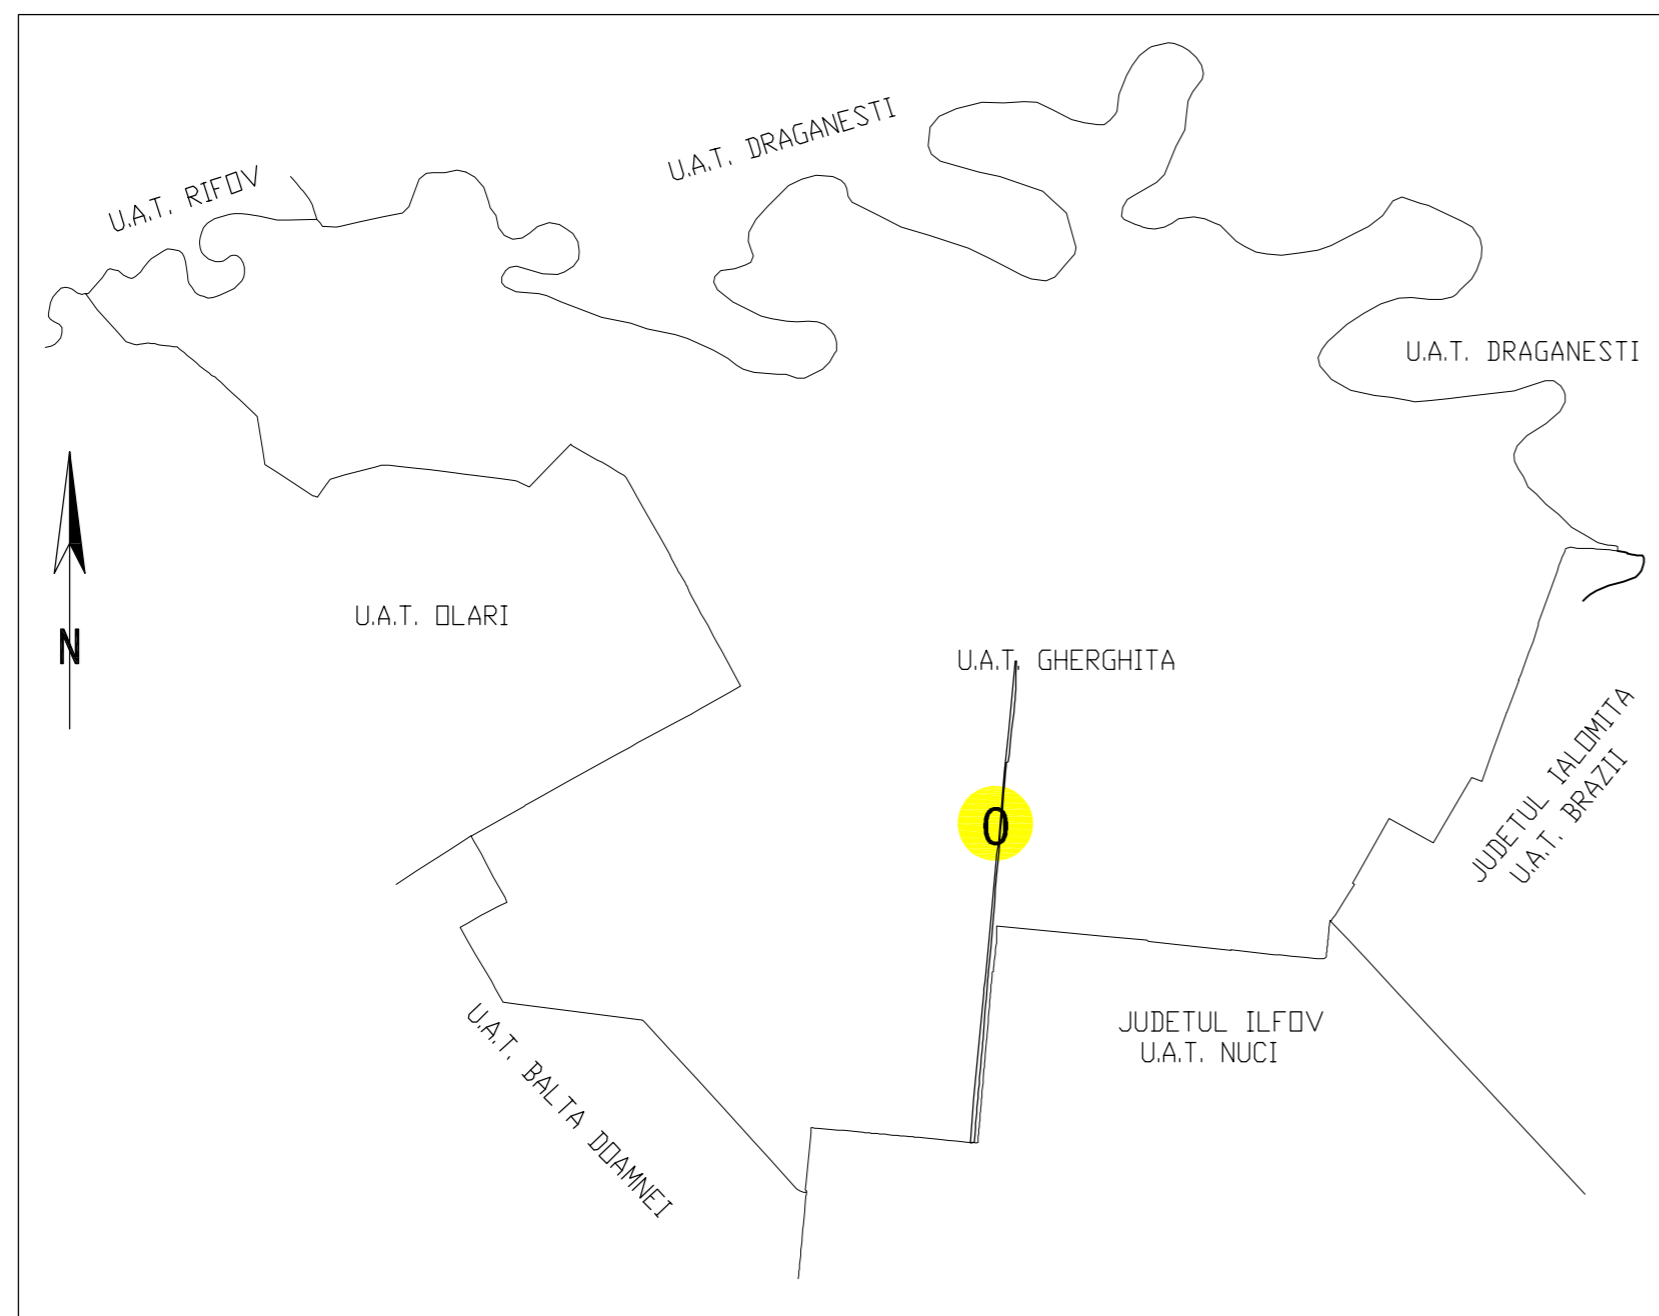 U.A.T. DRAGANESTI
U.A.T. RIFOV
U.A.T. DRAGANESTI
U.A.T. OLARI
N
U.A.T. GHERGHITA
JUDETUL IALOMITA
U.A.T. BRAZII
0
JUDETUL ILFOV
U.A.T. NUCI
U.A.T. BALTA DOAMNEI